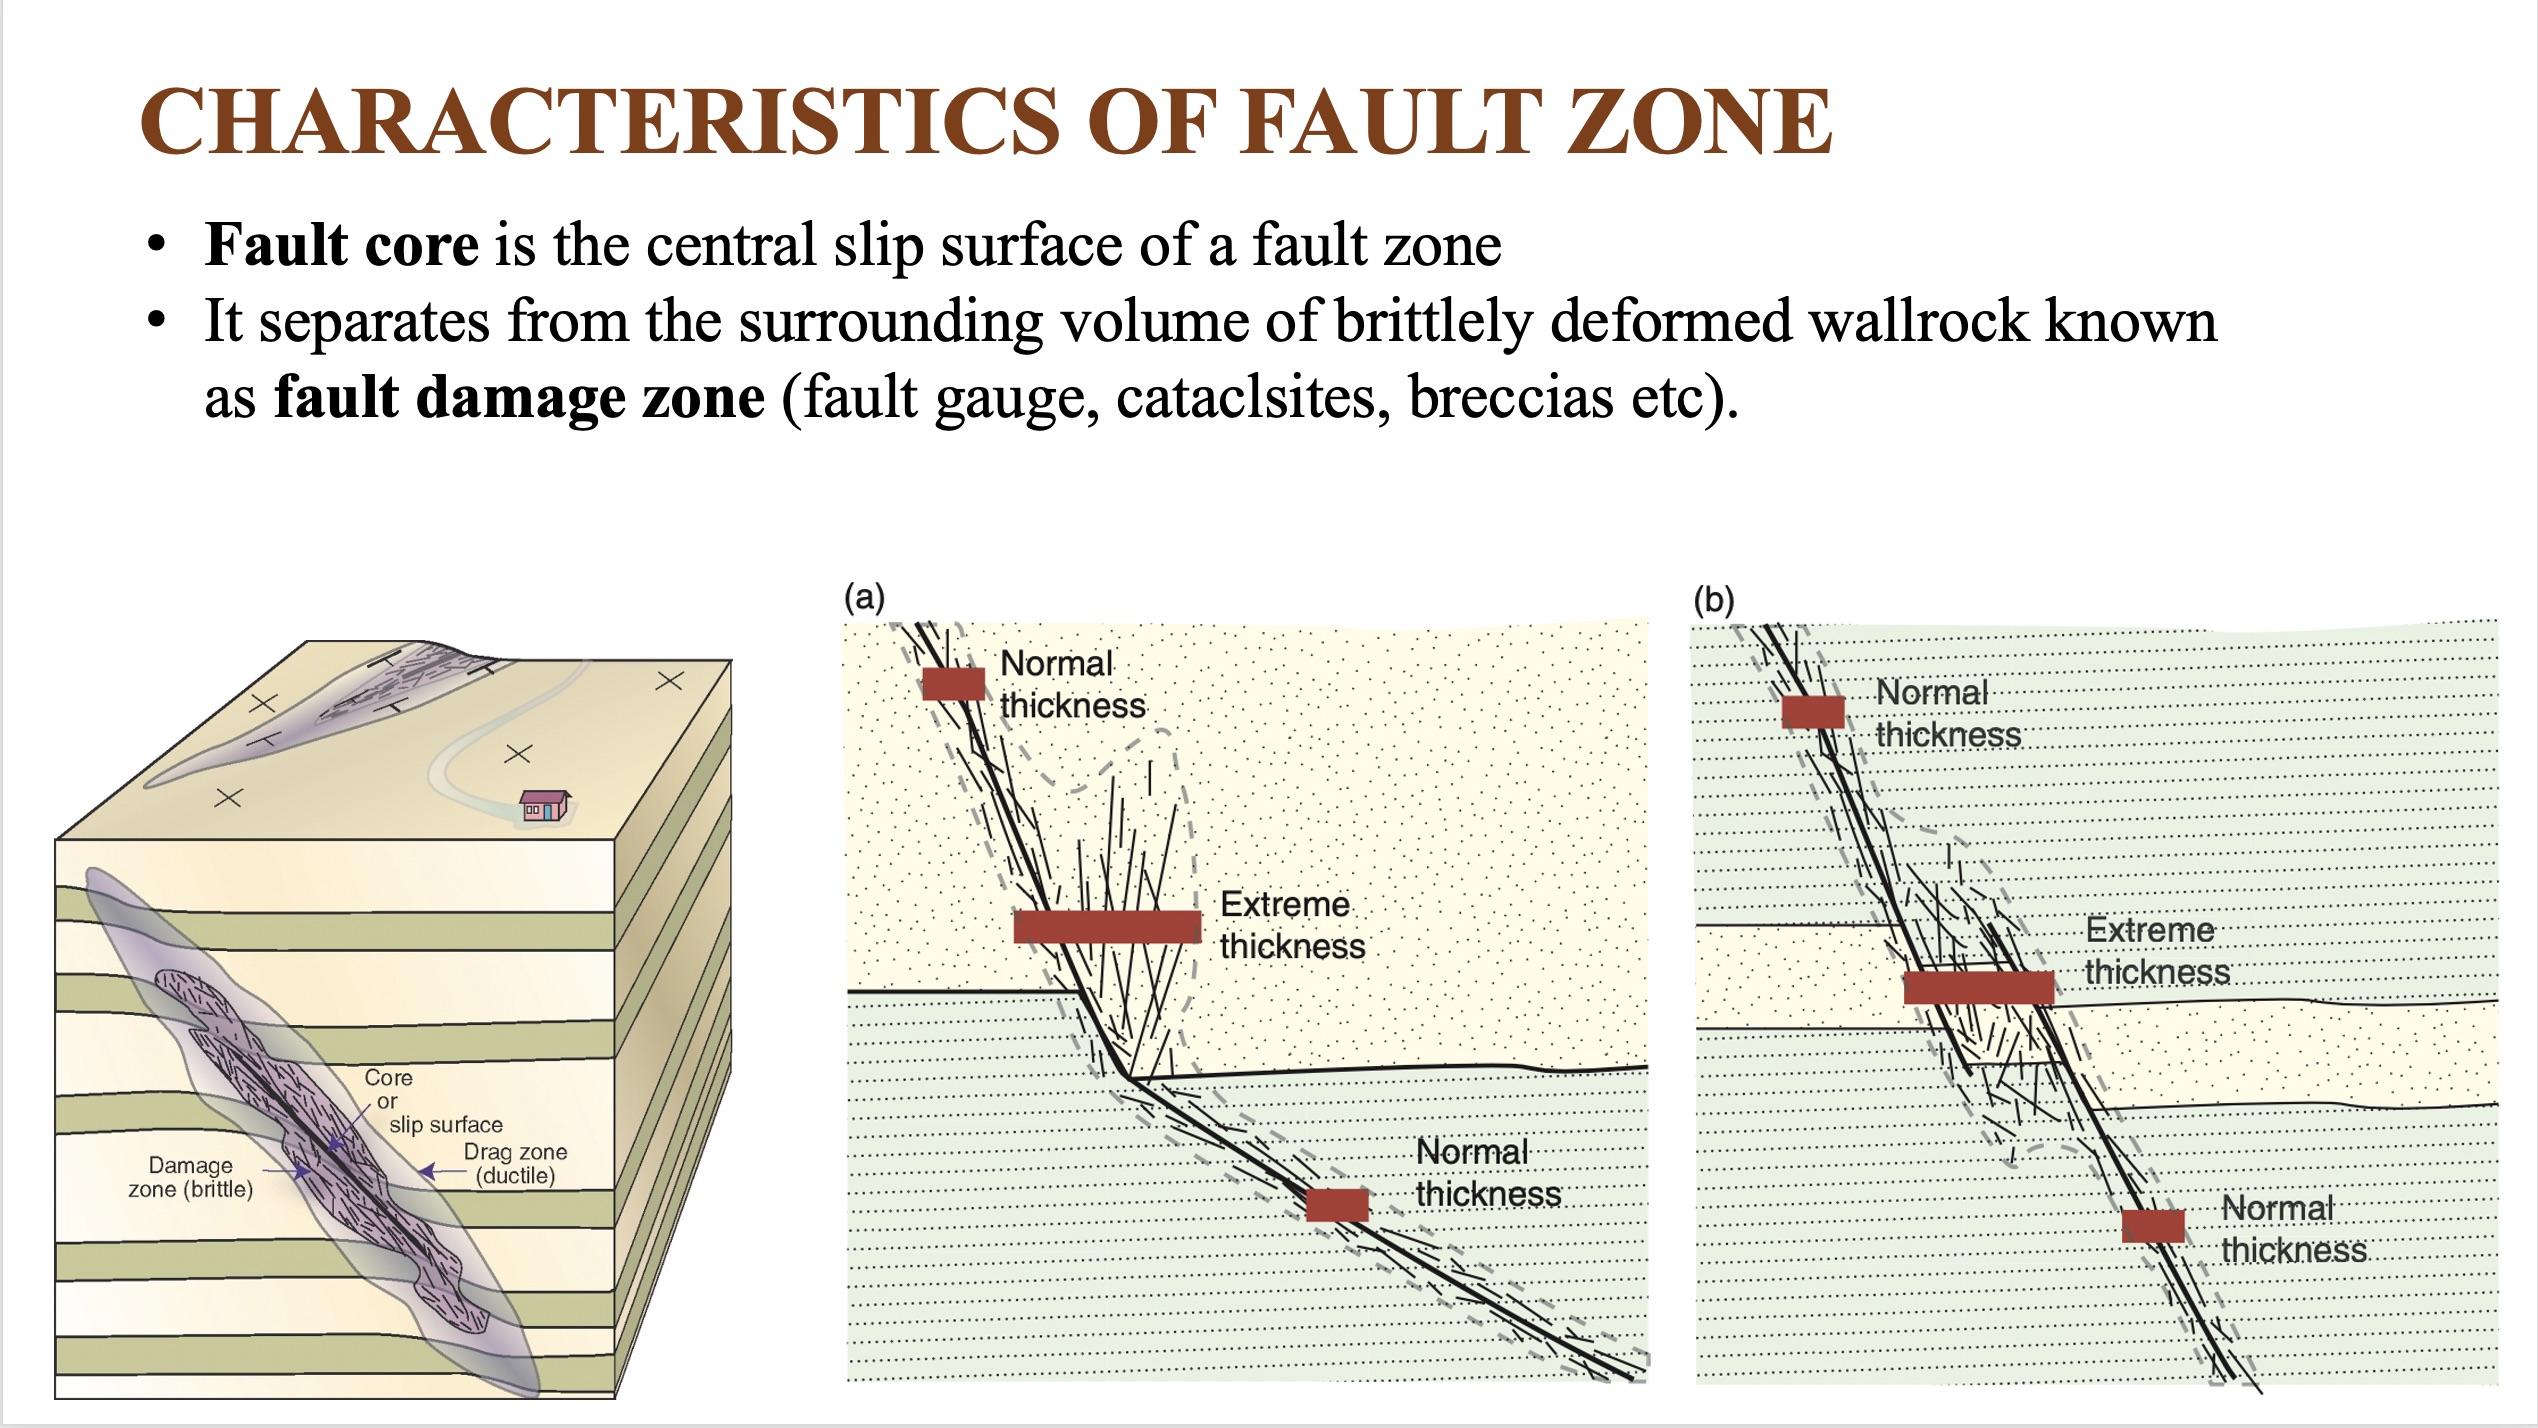 CHARACTERISTICS OF FAULT ZONE
• Fault core is the central slip surface of a fault zone
• It separates from the surrounding volume of brittlely deformed wallrock known
as fault damage zone (fault gauge, cataclsites, breccias etc).
Core
or
slip surface
Damage
zone (brittle)
Drag zone
(ductile)
(a)
Normal
thickness
Extreme
thickness
Normal
thickness
(b)
Normal
thickness
Extreme
thickness
Normal
thickness